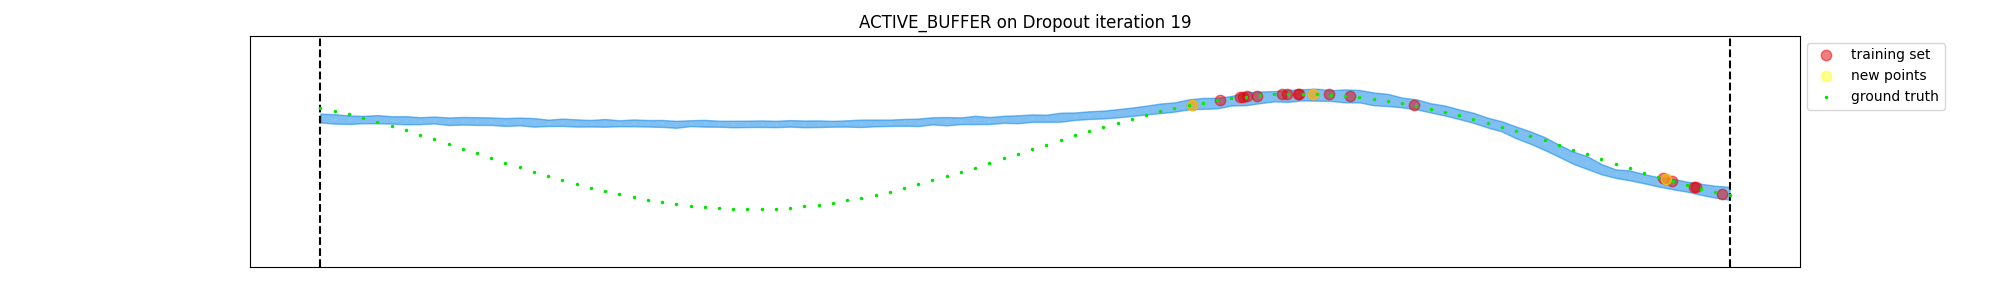 ACTIVE_BUFFER on Dropout iteration 19
training set
new points
ground truth